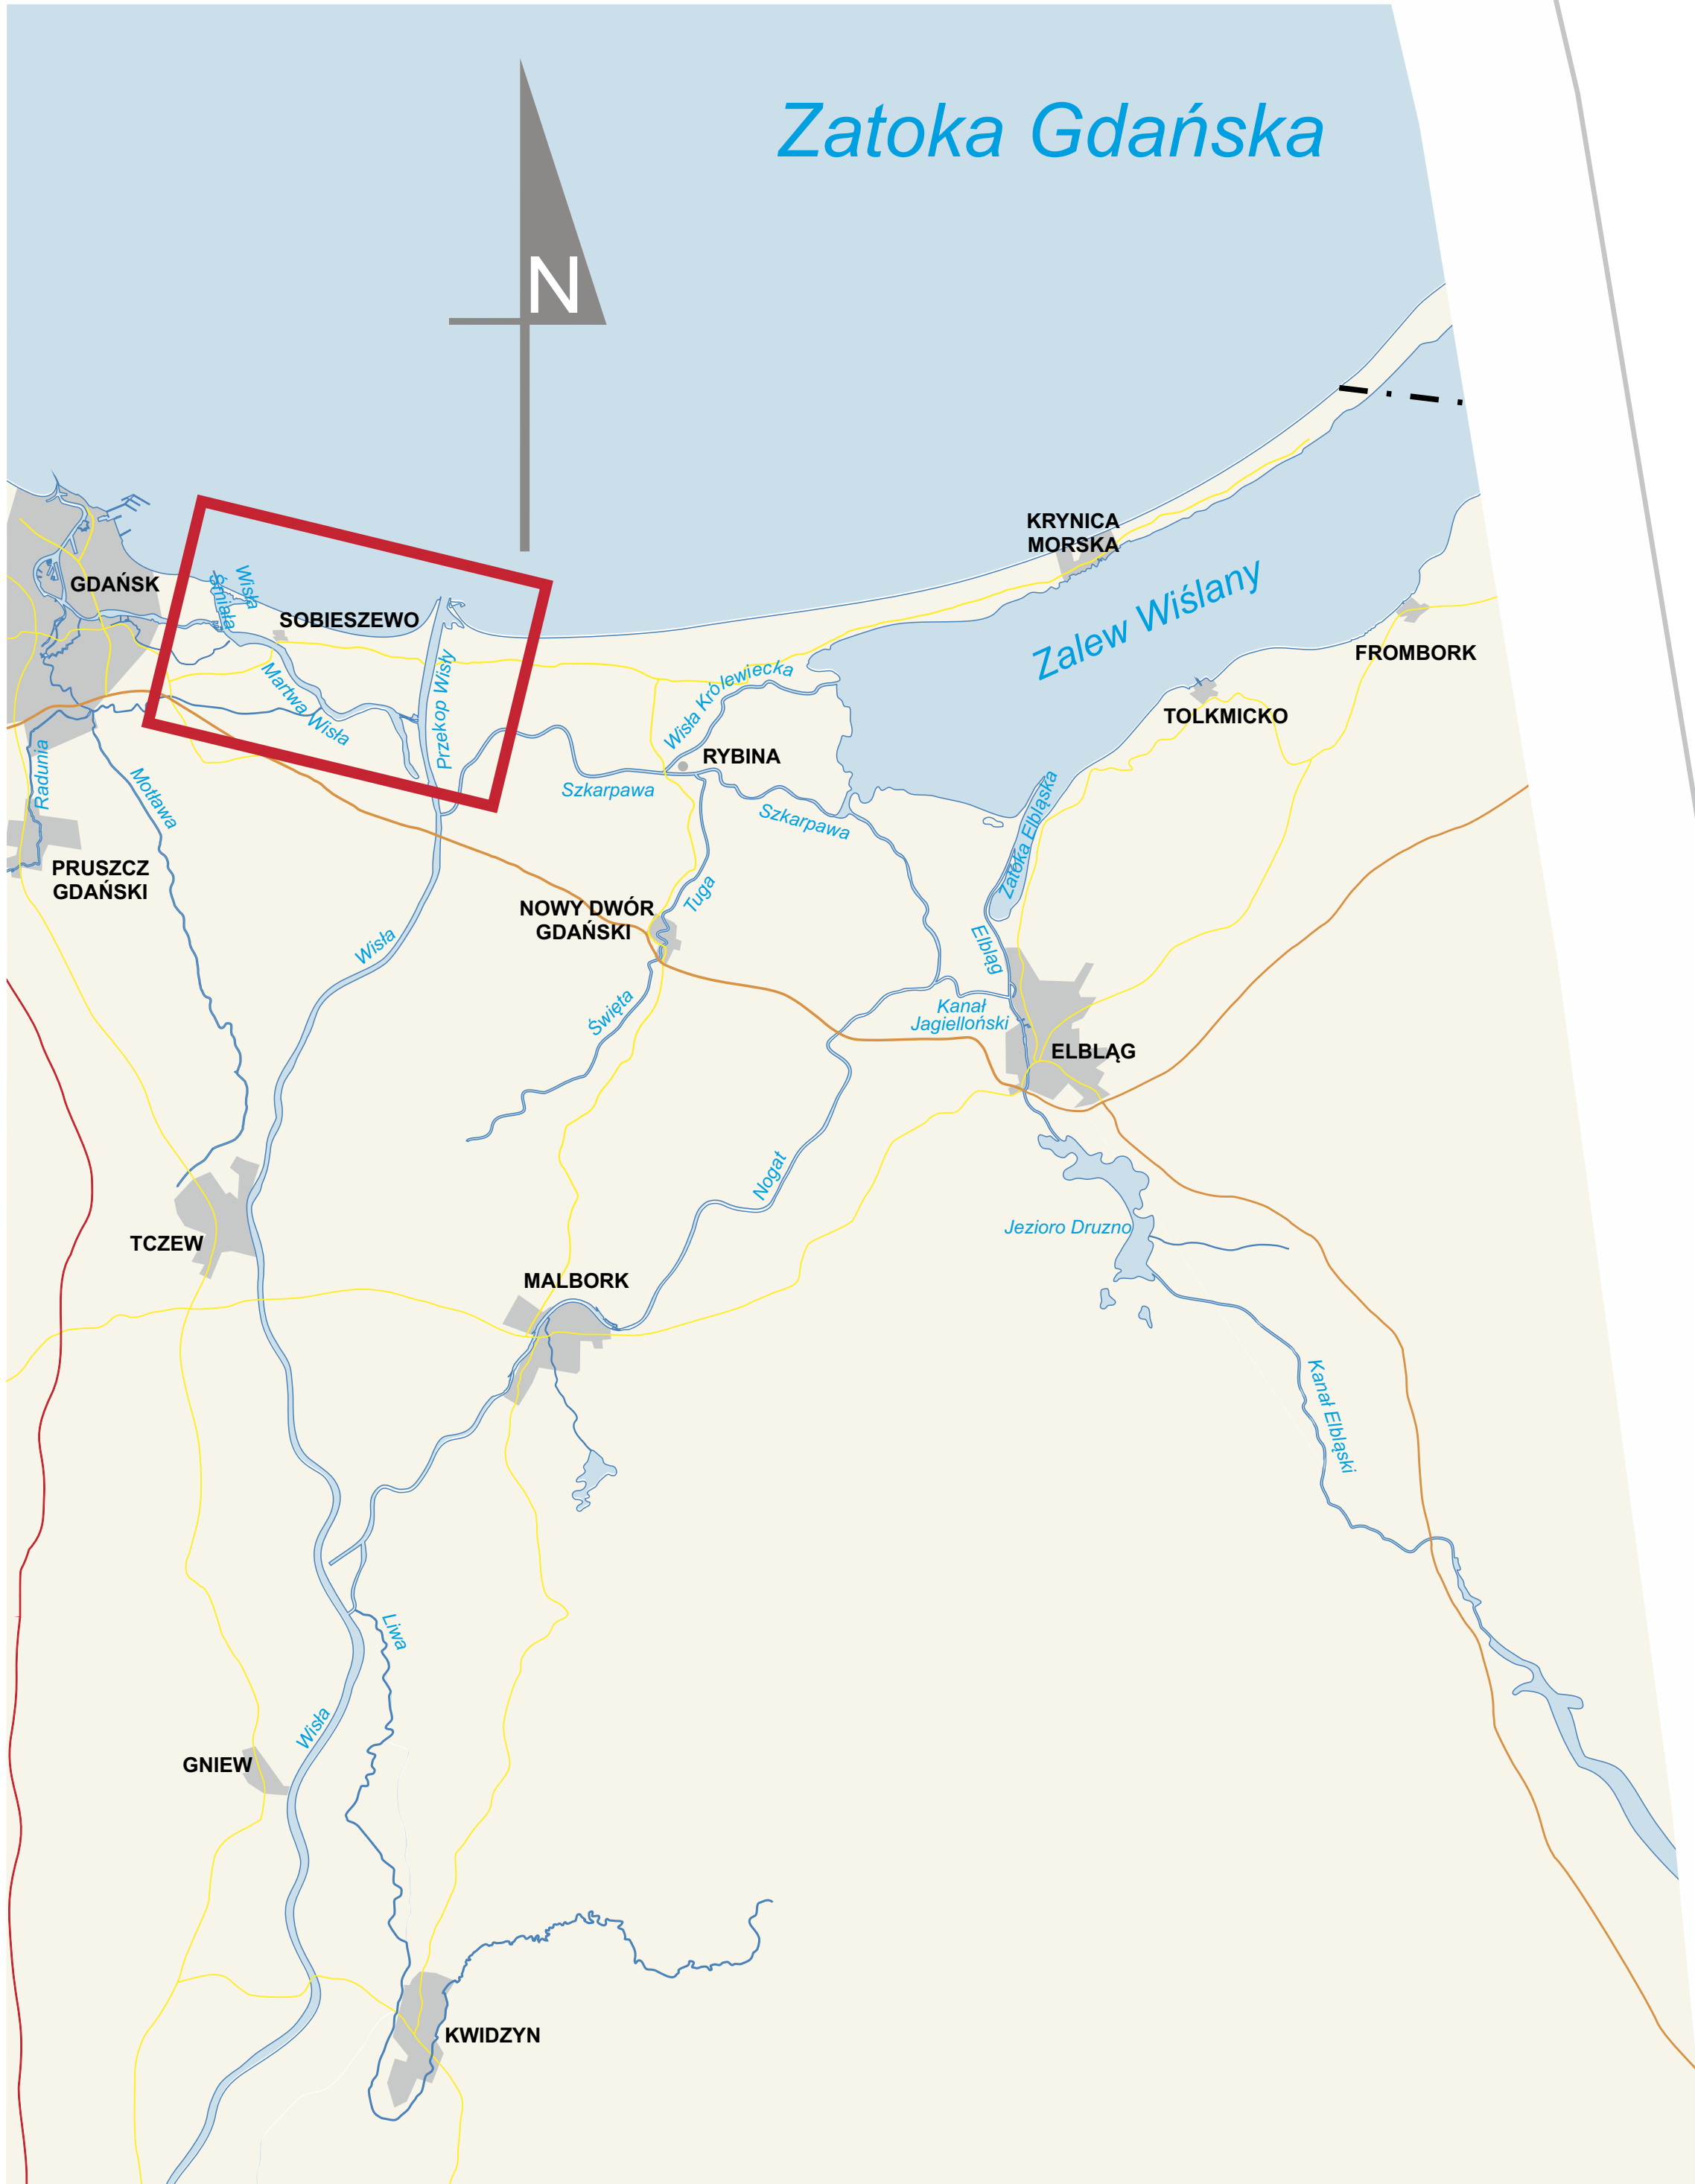 Zatoka Gdańska
N
KRYNICA
MORSKA
GDAŃSK
Wisła
Śmiała
SOBIESZEWO
Zalew Wiślany
FROMBORK
Martwa Wisła
Przekop Wisły
Wisła Królewiecka
TOLKMICKO
RYBINA
Radunia
Motława
Szkarpawa
Szkarpawa
Zatoka Elbląska
PRUSZCZ
GDAŃSKI
Tuga
NOWY DWÓR
GDAŃSKI
Wisła
Elbląg
Święta
Kanał
Jagielloński
ELBLĄG
Nogat
Jezioro Druzno
TCZEW
MALBORK
Kanał Elbląski
Liwa
Wisła
GNIEW
KWIDZYN